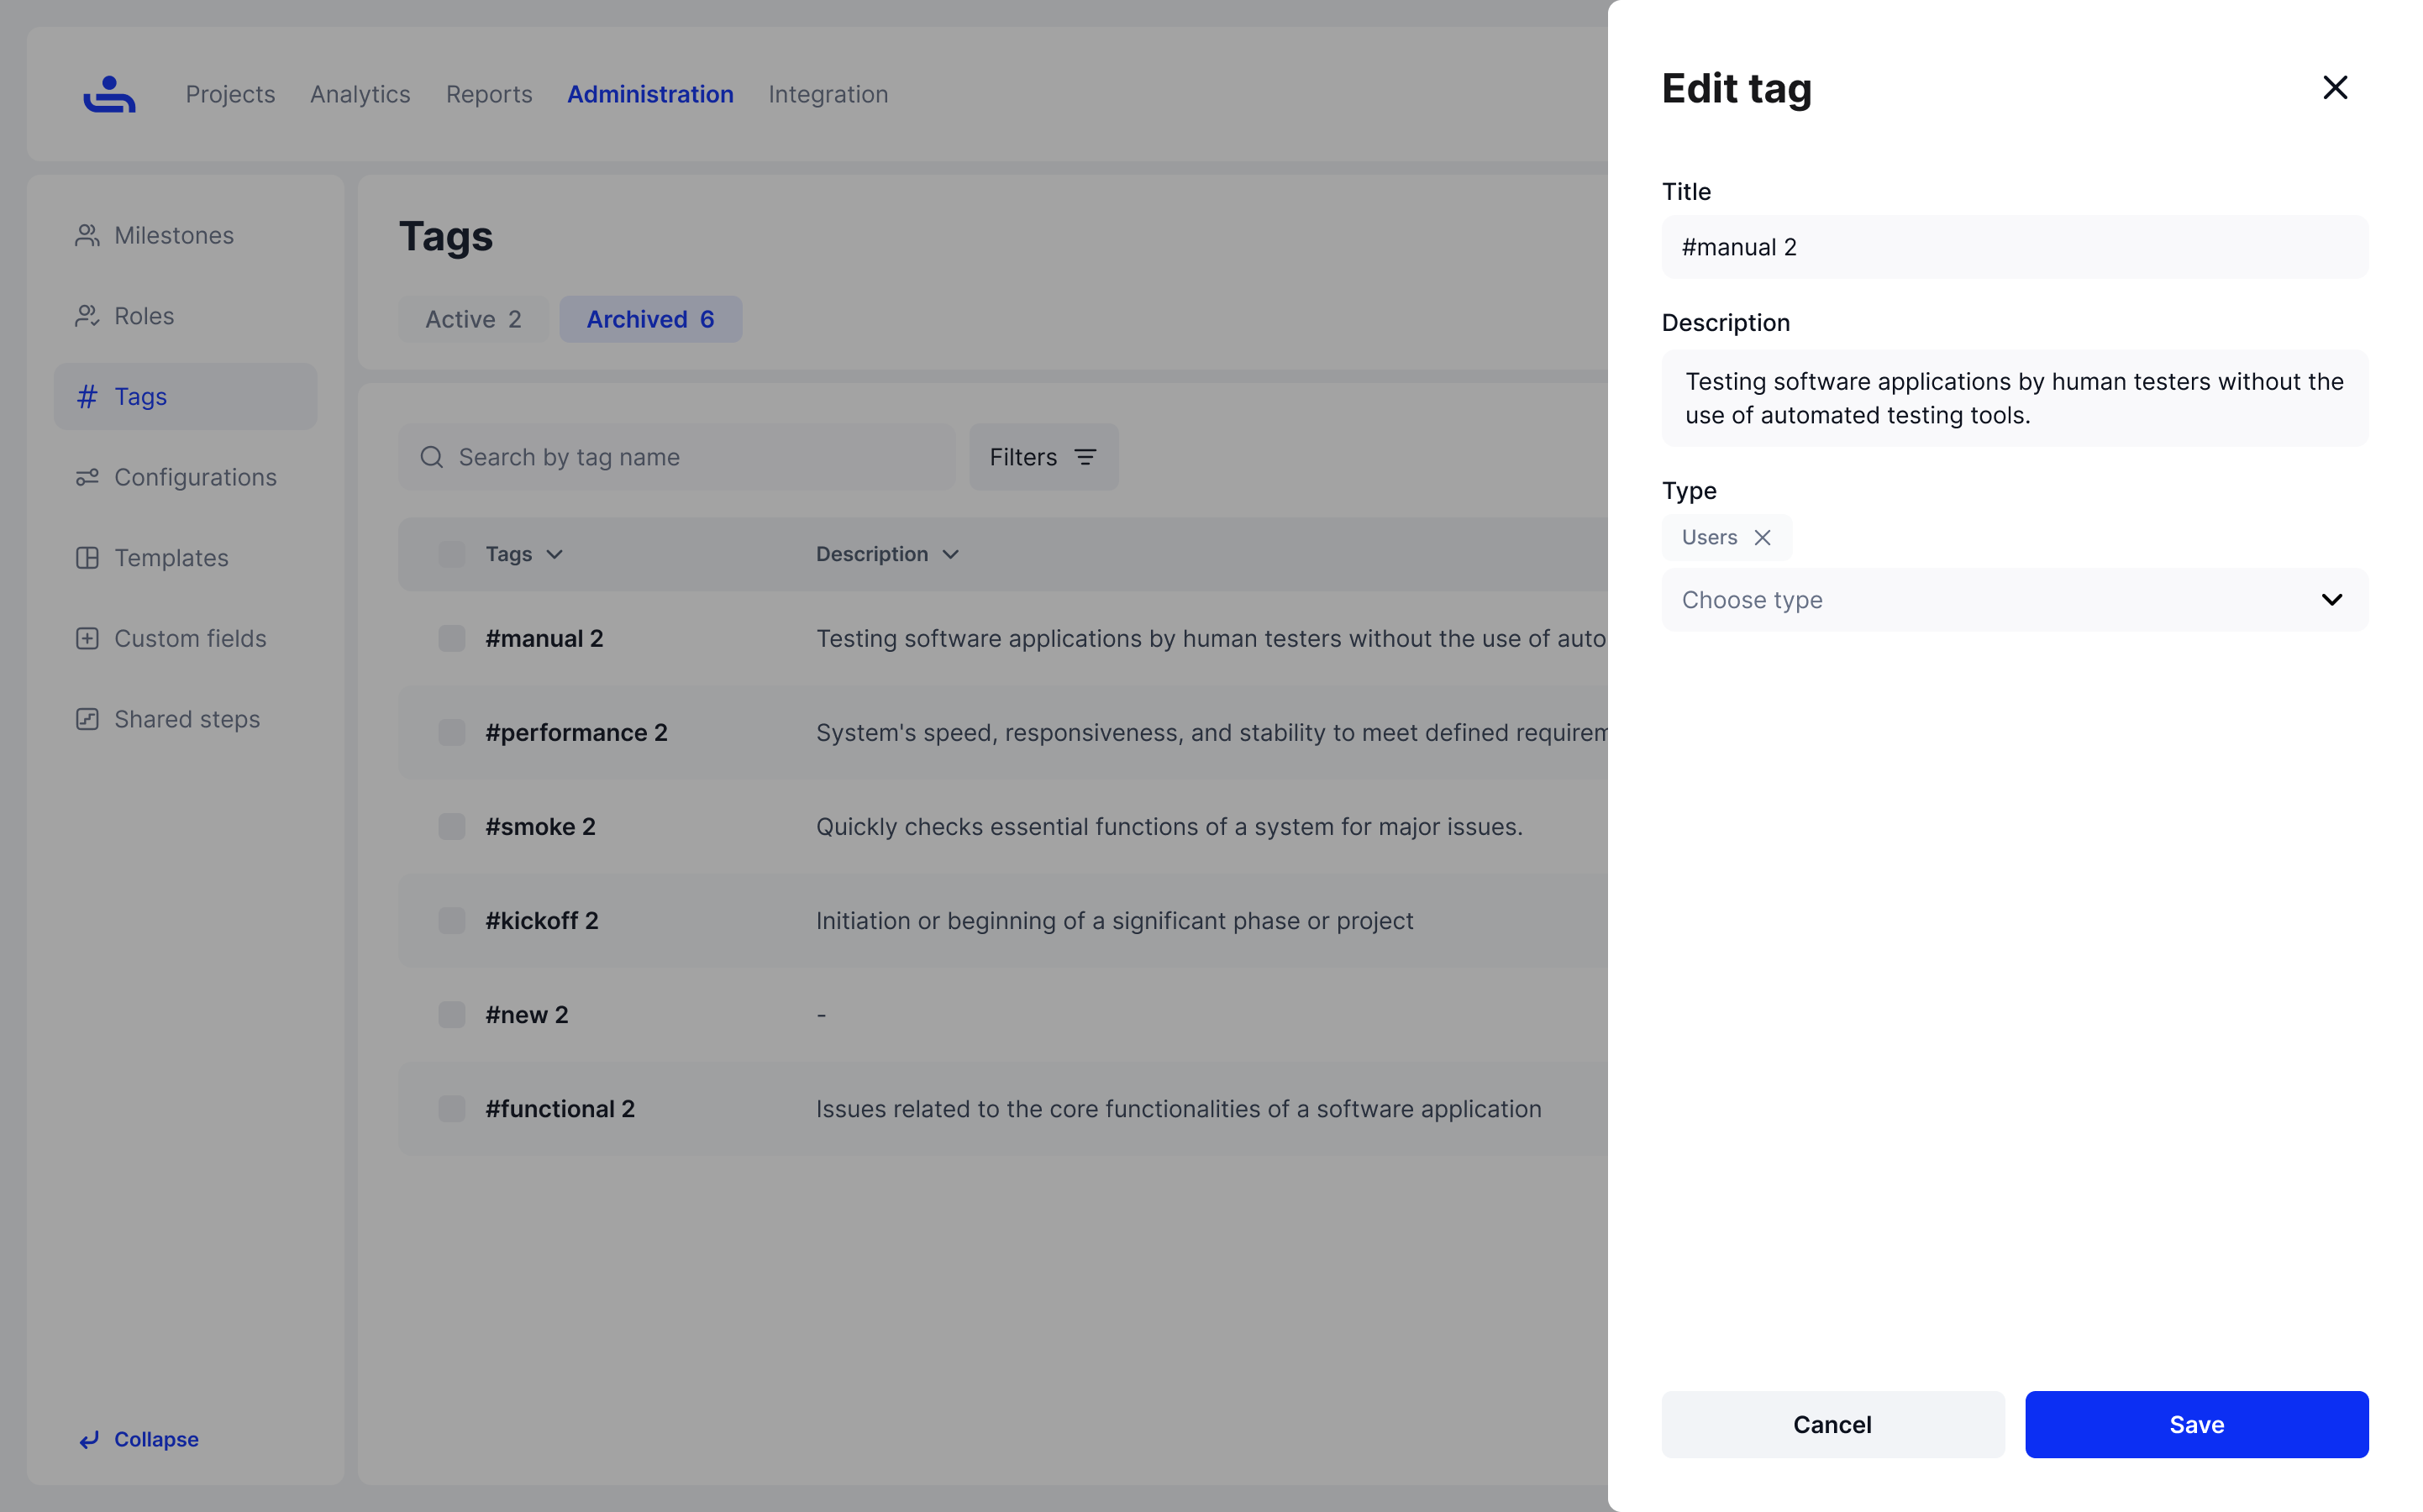 Projects Analytics Reports Administration Integration
Milestones
Roles
# Tags
Configurations
Templates
Custom fields
Shared steps
Collapse
Tags
Active 2 Archived 6
Search by tag name Filters
Tags Description
#manual 2 Testing software applications by human testers without the use of auto
#performance 2 System's speed, responsiveness, and stability to meet defined requirem
#smoke 2 Quickly checks essential functions of a system for major issues.
#kickoff 2 Initiation or beginning of a significant phase or project
#new 2 -
#functional 2 Issues related to the core functionalities of a software application
Edit tag
Title
#manual 2
Description
Testing software applications by human testers without the
use of automated testing tools.
Type
Users
Choose type
Cancel Save